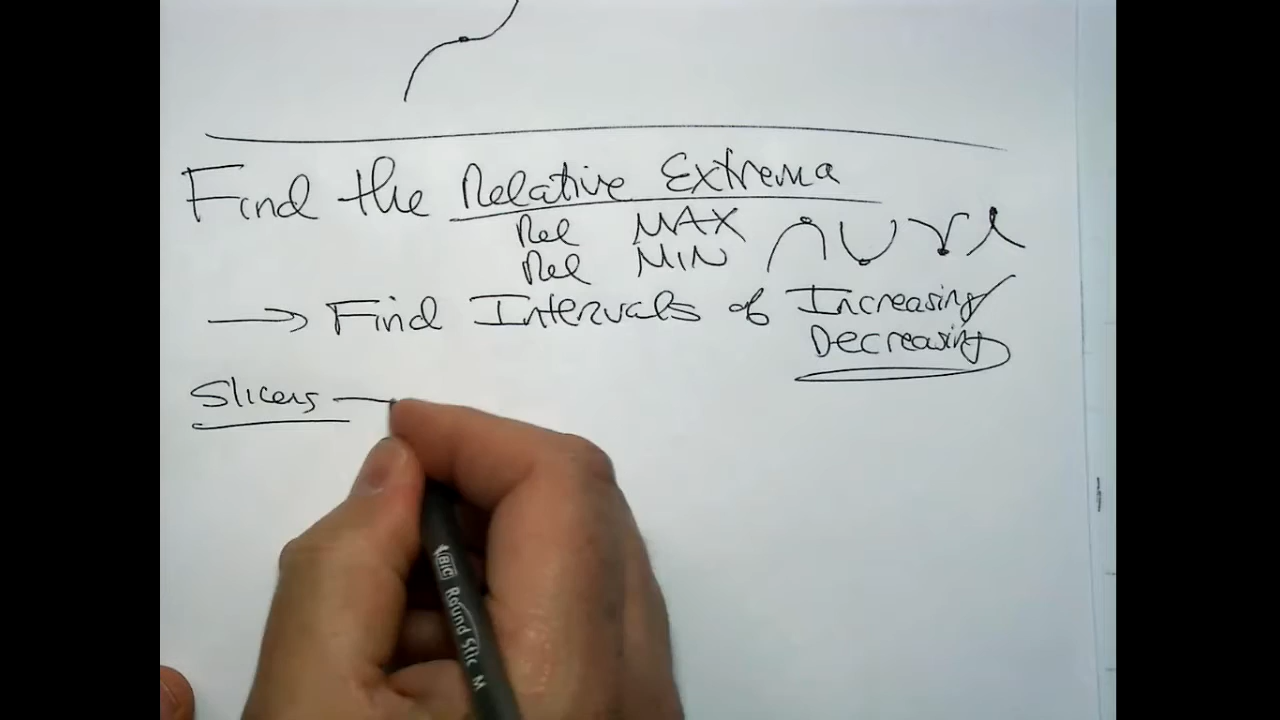 Find the Relative Extrema
Rel MAX
Rel MIN
Find Intervals of Increasing/
Decreasing
Slicers
BIC Round Stic M